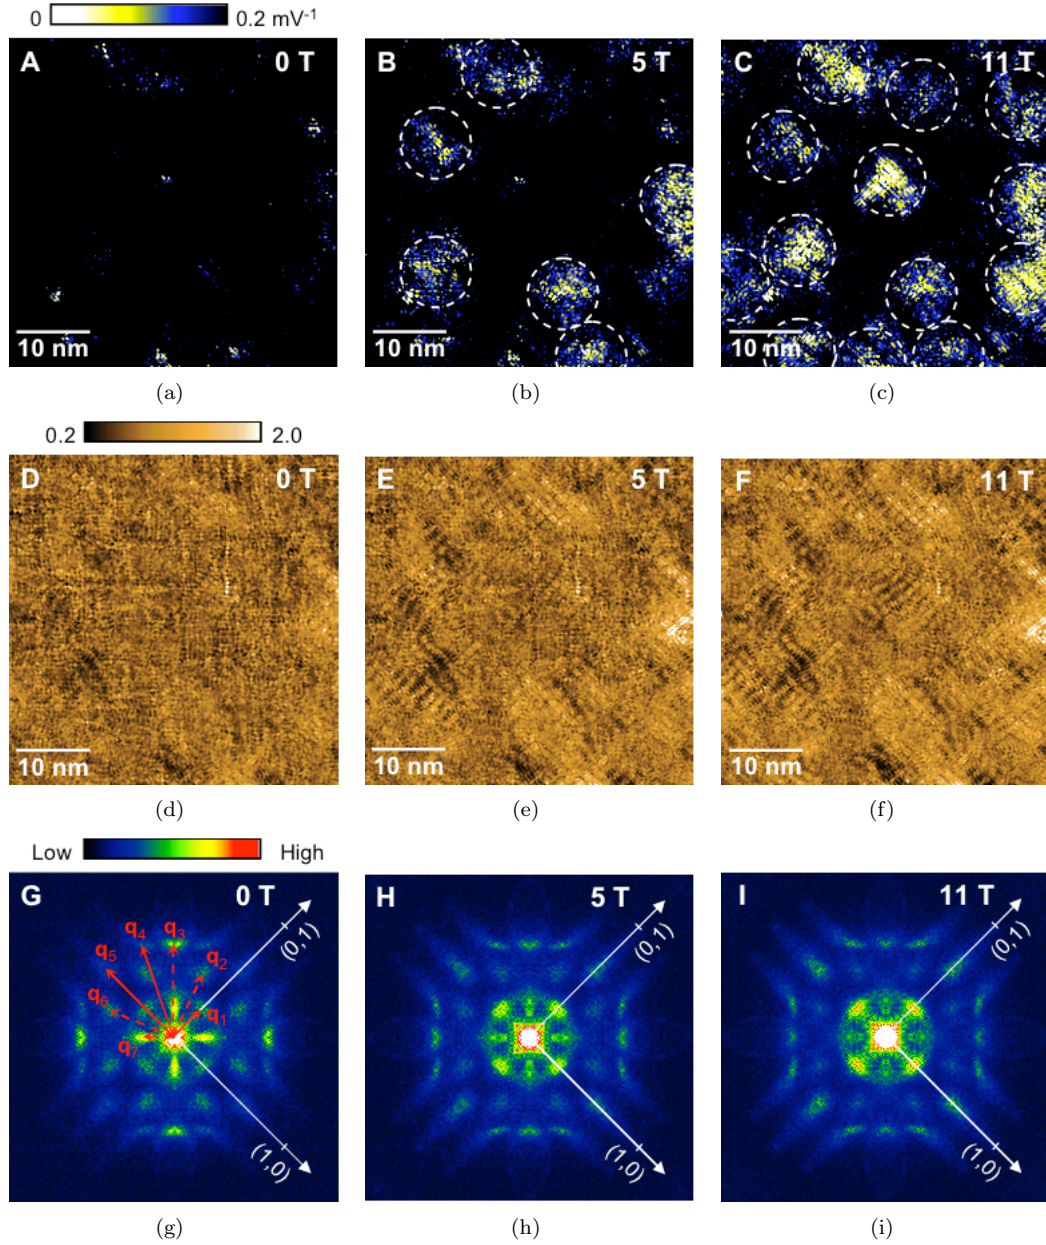 0 0.2 mV⁻¹
A 0 T
10 nm
B 5 T
10 nm
C 11 T
10 nm
(a) (b) (c)
0.2 2.0
D 0 T
10 nm
E 5 T
10 nm
F 11 T
10 nm
(d) (e) (f)
Low High
G 0 T
q₄ q₃
q₅ q₂
q₆ q₁
q₇
(0,1)
(1,0)
H 5 T
(0,1)
(1,0)
I 11 T
(0,1)
(1,0)
(g) (h) (i)